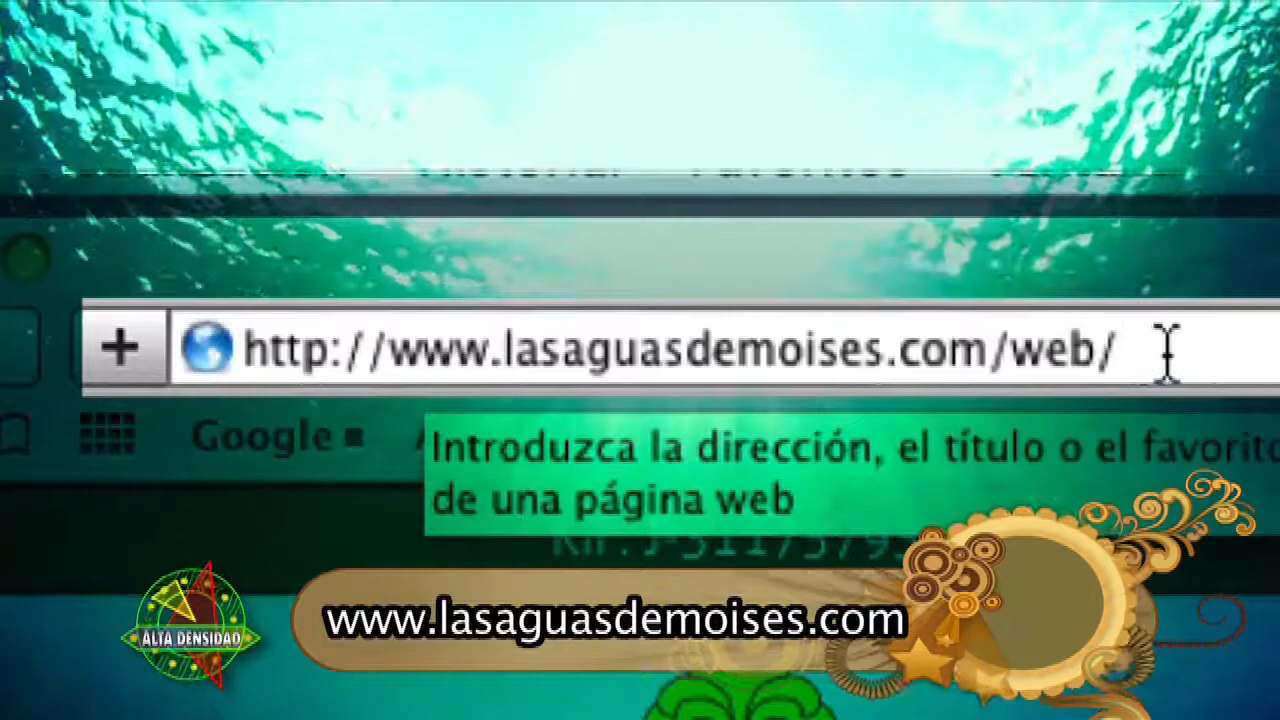 http://www.lasaguasdemoises.com/web/
Google
Introduzca la dirección, el título o el favorito
de una página web
ALTA DENSIDAD
www.lasaguasdemoises.com